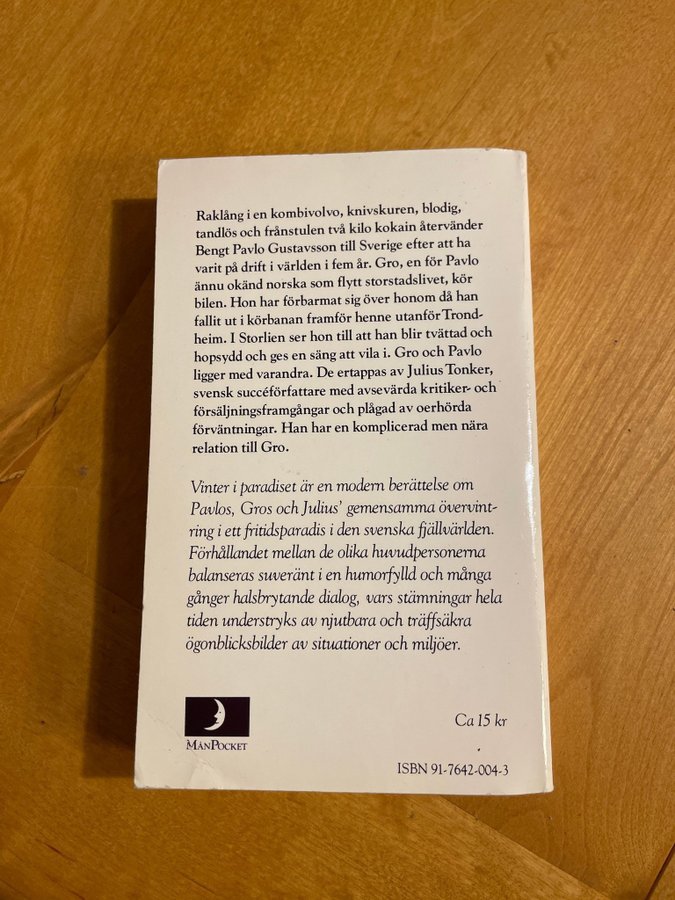 Raklång i en kombivolvo, knivskuren, blodig,
tandlös och frånstulen två kilo kokain återvänder
Bengt Pavlo Gustavsson till Sverige efter att ha
varit på drift i världen i fem år. Gro, en för Pavlo
ännu okänd norska som flytt storstadslivet, kör
bilen. Hon har förbarmat sig över honom då han
fallit ut i körbanan framför henne utanför Trond-
heim. I Storlien ser hon till att han blir tvättad och
hopsydd och ges en säng att vila i. Gro och Pavlo
ligger med varandra. De ertappas av Julius Tonker,
svensk succéförfattare med avsevärda kritiker- och
försäljningsframgångar och plågad av oerhörda
förväntningar. Han har en komplicerad men nära
relation till Gro.
Vinter i paradiset är en modern berättelse om
Pavlos, Gros och Julius' gemensamma övervint-
ring i ett fritidsparadis i den svenska fjällvärlden.
Förhållandet mellan de olika huvudpersonerna
balanseras suveränt i en humorfylld och många
gånger halsbrytande dialog, vars stämningar hela
tiden understryks av njutbara och träffsäkra
ögonblicksbilder av situationer och miljöer.
MånPocket
Ca 15 kr
ISBN 91-7642-004-3